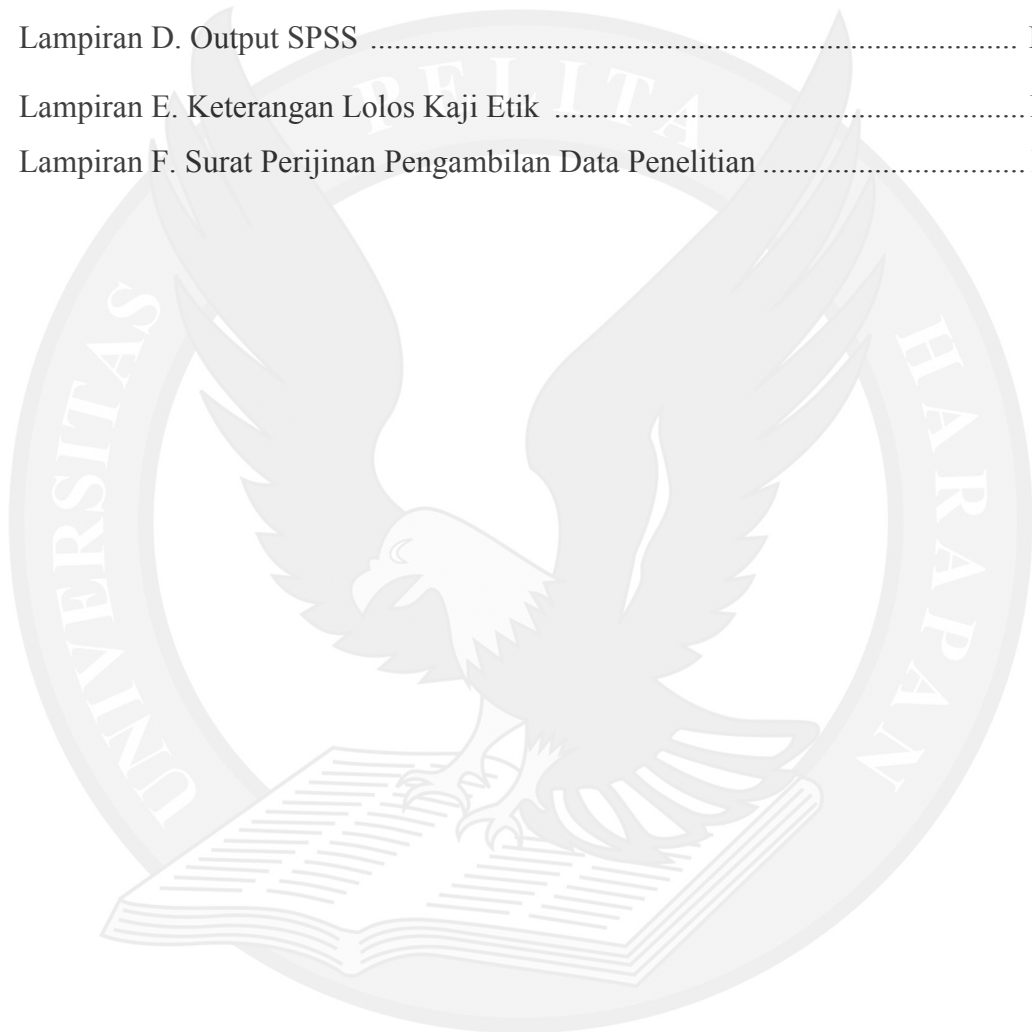 Lampiran D. Output SPSS ................................................................................
Lampiran E. Keterangan Lolos Kaji Etik ...........................................................
Lampiran F. Surat Perijinan Pengambilan Data Penelitian .................................
UNIVERSITAS PELITA HARAPAN